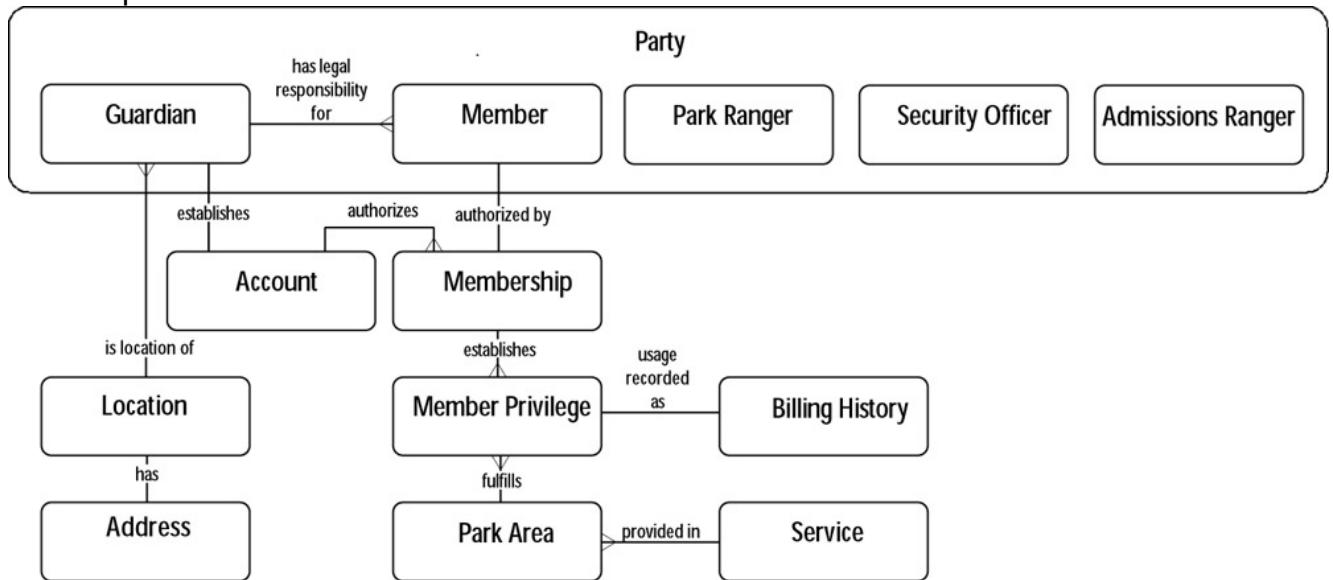 Party
has legal
responsibility
for
Guardian
Member
Park Ranger
Security Officer
Admissions Ranger
establishes
authorizes
authorized by
Account
Membership
is location of
establishes
usage
recorded
as
Location
Member Privilege
Billing History
has
fulfills
Address
Park Area
provided in
Service